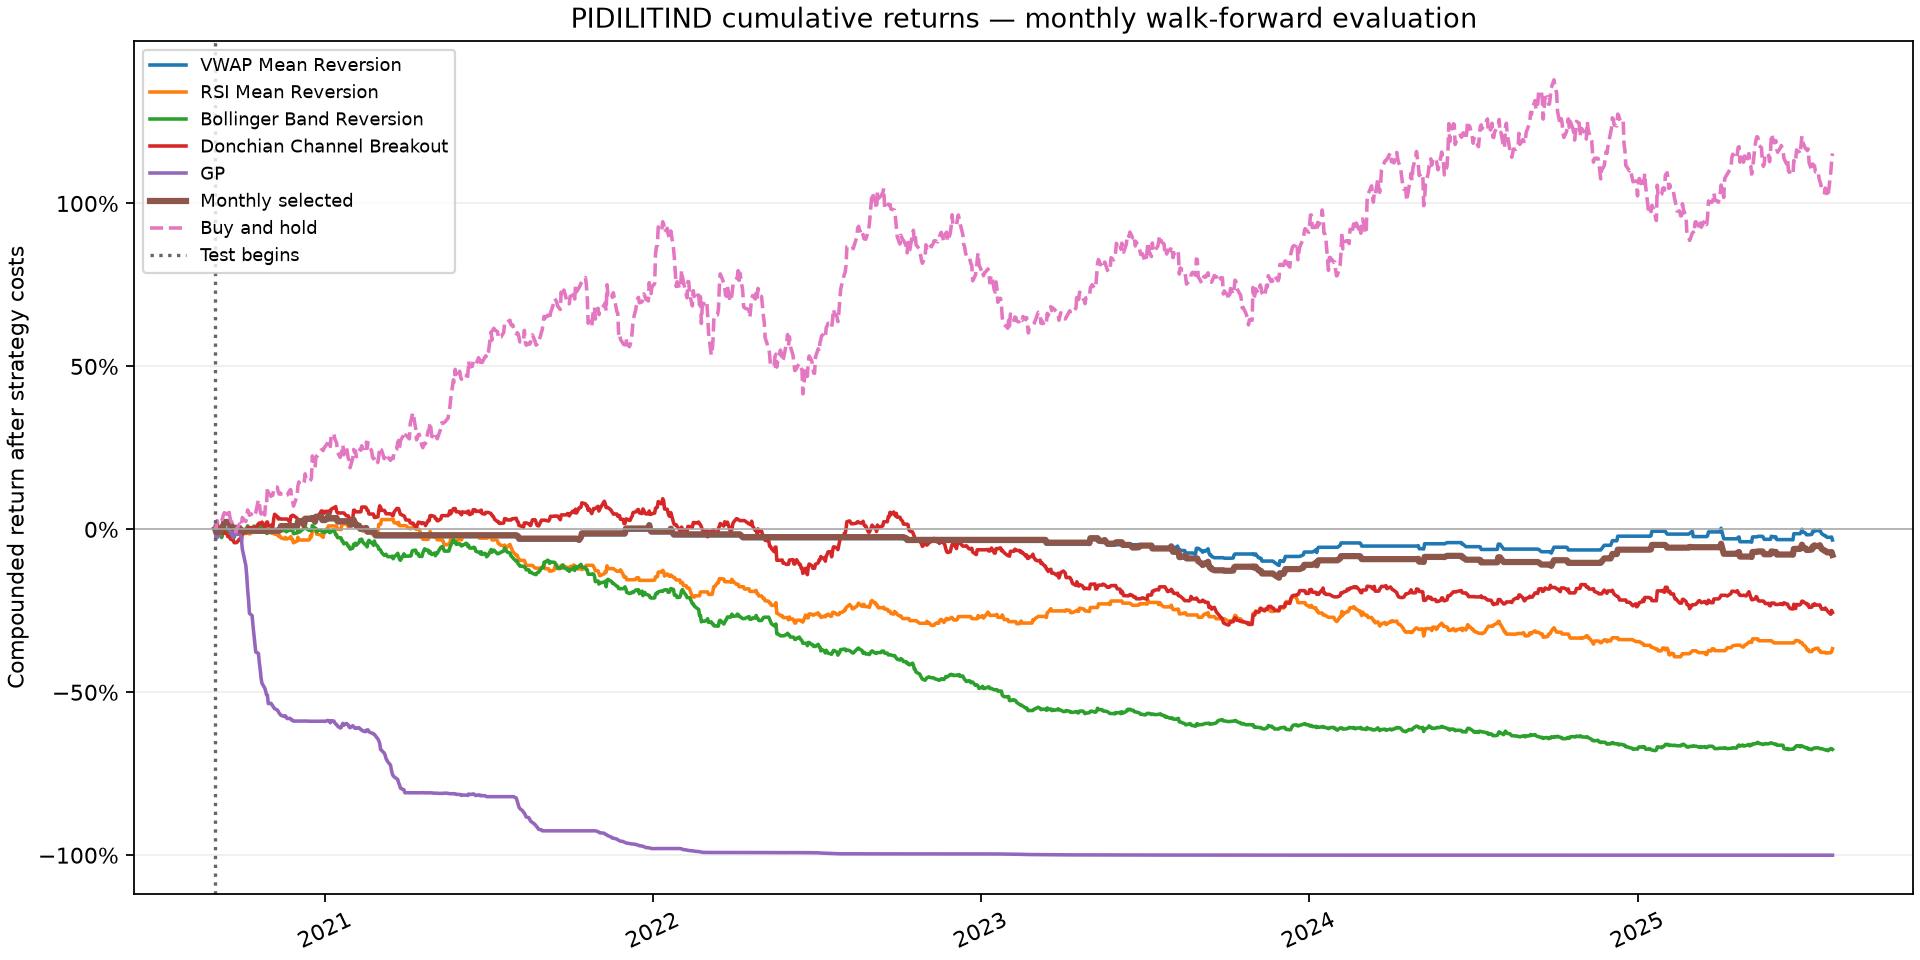 PIDILITIND cumulative returns — monthly walk-forward evaluation
VWAP Mean Reversion
RSI Mean Reversion
Bollinger Band Reversion
Donchian Channel Breakout
GP
Monthly selected
Buy and hold
Test begins
Compounded return after strategy costs
100%
50%
0%
−50%
−100%
2021
2022
2023
2024
2025